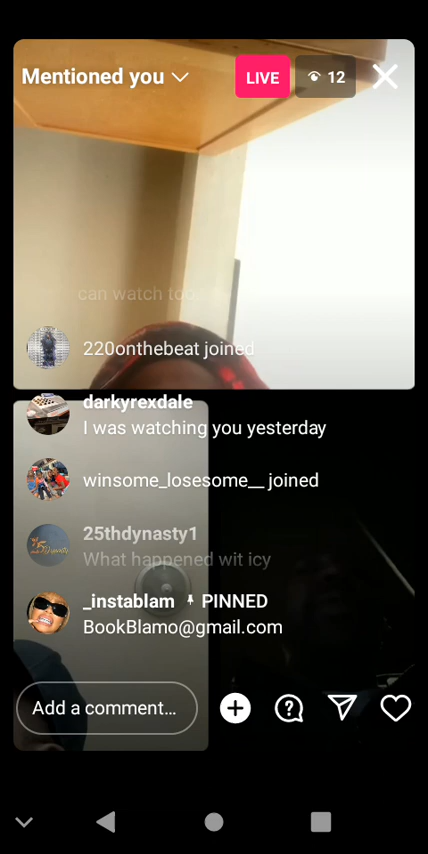 Mentioned you
LIVE
12
can watch too
220onthebeat joined
darkyrexdale
I was watching you yesterday
winsome_losesome__ joined
25thdynasty1
What happened wit icy
_instablam PINNED
BookBlamo@gmail.com
Add a comment...